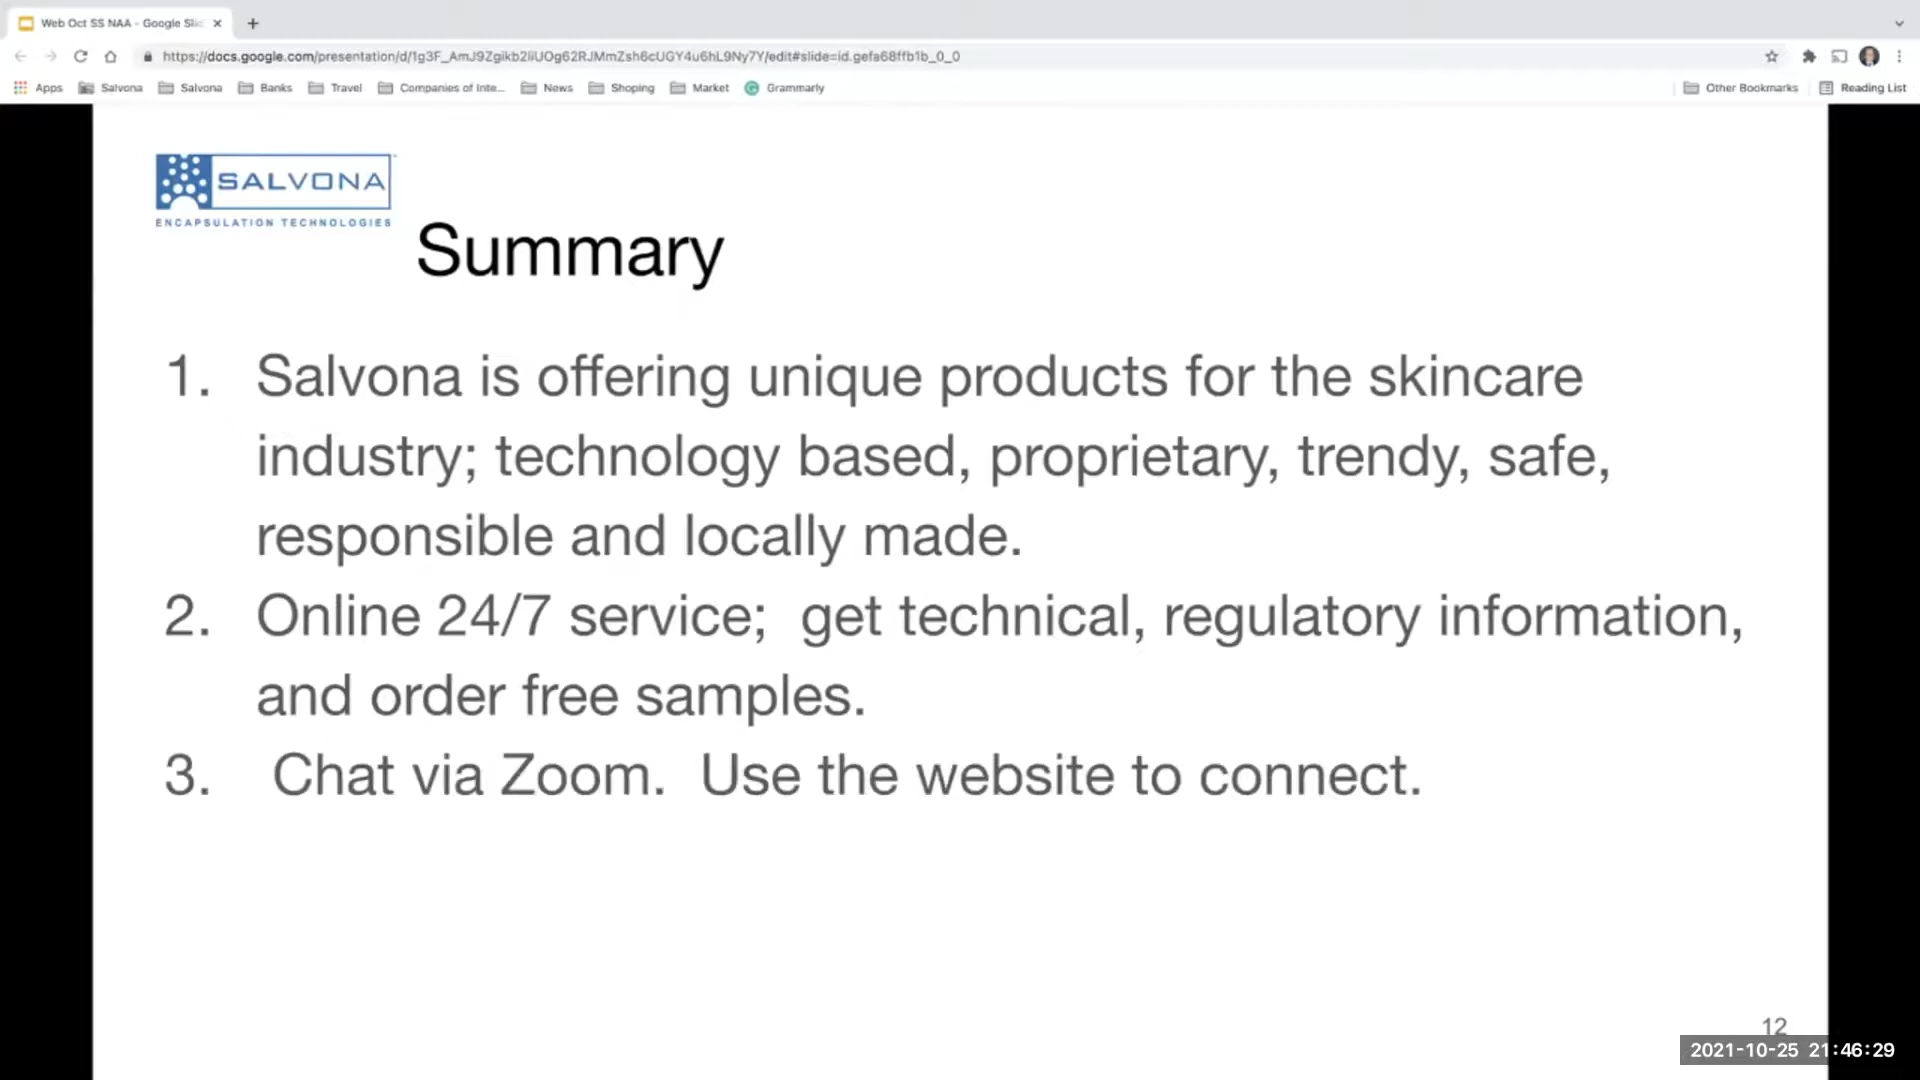 Web Oct SS NAA - Google Slic
https://docs.google.com/presentation/d/1g3F_AmJ9Zgikb2liUOg62RJMmZsh6cUGY4u6hL9Ny7Y/edit#slide=id.gefa68ffb1b_0_0
Apps Salvona Salvona Banks Travel Companies of Inte... News Shoping Market Grammarly Other Bookmarks Reading List
SALVONA
ENCAPSULATION TECHNOLOGIES
Summary
1. Salvona is offering unique products for the skincare
industry; technology based, proprietary, trendy, safe,
responsible and locally made.
2. Online 24/7 service; get technical, regulatory information,
and order free samples.
3. Chat via Zoom. Use the website to connect.
12
2021-10-25 21:46:29